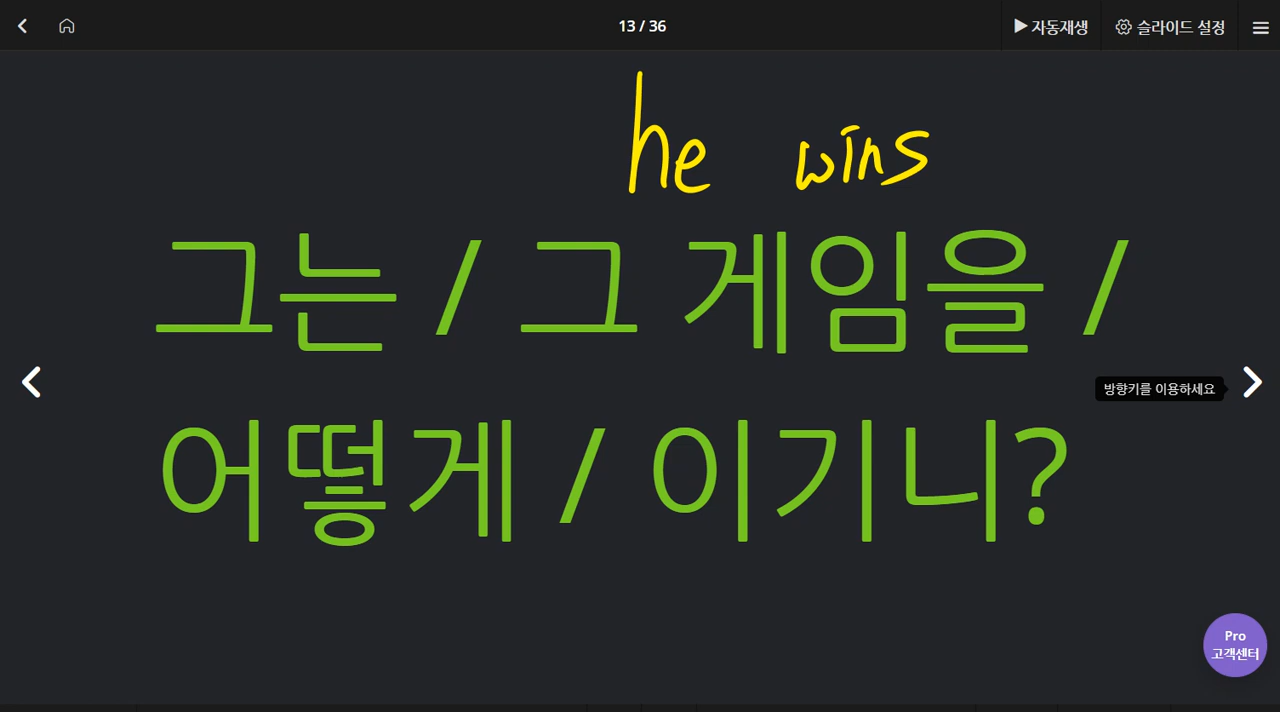 13 / 36
자동재생
슬라이드 설정
he wins
그는 / 그 게임을 /
방향키를 이용하세요
어떻게 / 이기니?
Pro
고객센터